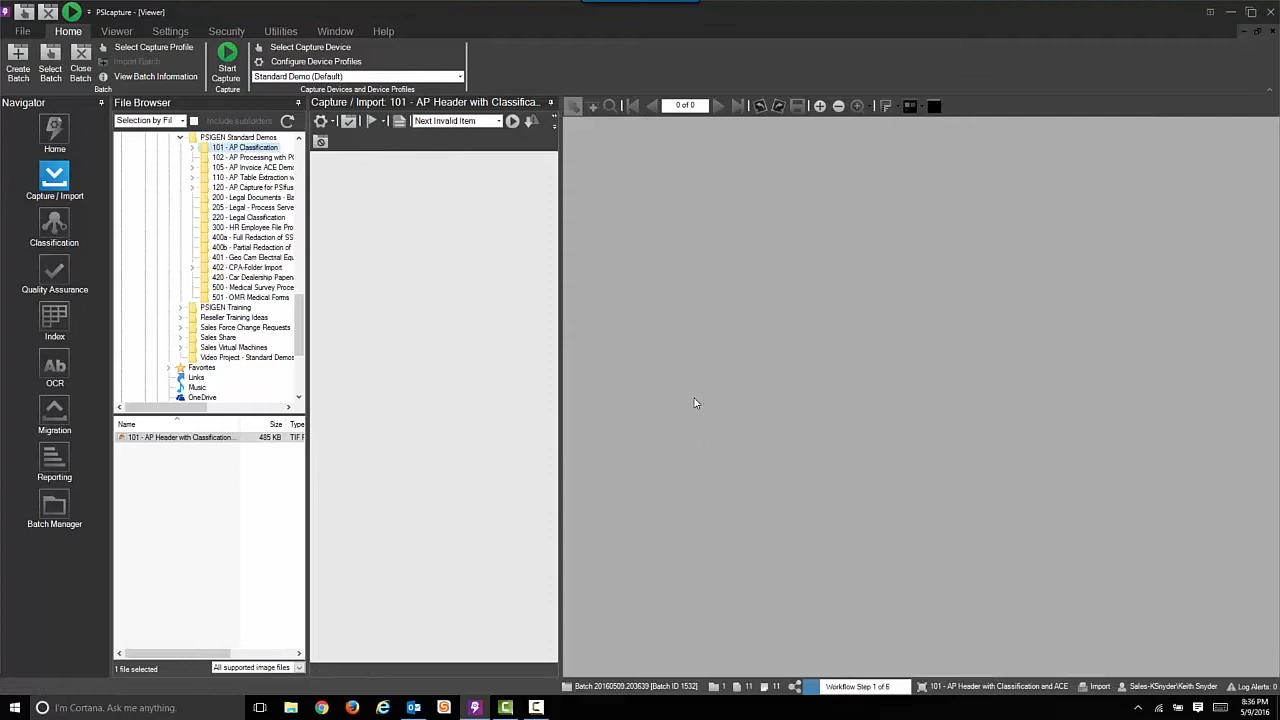 PSIcapture - [Viewer]
File Home Viewer Settings Security Utilities Window Help
Create Batch
Select Batch
Close Batch
Select Capture Profile
Import Batch
View Batch Information
Batch
Start Capture
Capture
Select Capture Device
Configure Device Profiles
Standard Demo (Default)
Capture Devices and Device Profiles
Navigator
Home
Capture / Import
Classification
Quality Assurance
Index
Ab
OCR
Migration
Reporting
Batch Manager
File Browser
Selection by Fil
Include subfolders
PSIGEN Standard Demos
101 - AP Classification
102 - AP Processing with PO
105 - AP Invoice ACE Demo
110 - AP Table Extraction w
120 - AP Capture for PSIfus
200 - Legal Documents - Ba
205 - Legal - Process Serve
220 - Legal Classification
300 - HR Employee File Pro
400a - Full Redaction of SS
400b - Partial Redaction of
401 - Geo Cam Electrial Equ
402 - CPA-Folder Import
420 - Car Dealership Paperw
500 - Medical Survey Proce
501 - OMR Medical Forms
PSIGEN Training
Reseller Training Ideas
Sales Force Change Requests
Sales Share
Sales Virtual Machines
Video Project - Standard Demos
Favorites
Links
Music
OneDrive
Name Size Type
101 - AP Header with Classification... 485 KB TIF F
1 file selected
All supported image files
Capture / Import: 101 - AP Header with Classifica...
Next Invalid Item
0 of 0
Batch 20160509.203639 [Batch ID 1532] 1 11 11 Workflow Step 1 of 6 101 - AP Header with Classification and ACE Import Sales-KSnyder\Keith Snyder Log Alerts: 0
I'm Cortana. Ask me anything.
8:36 PM
5/9/2016